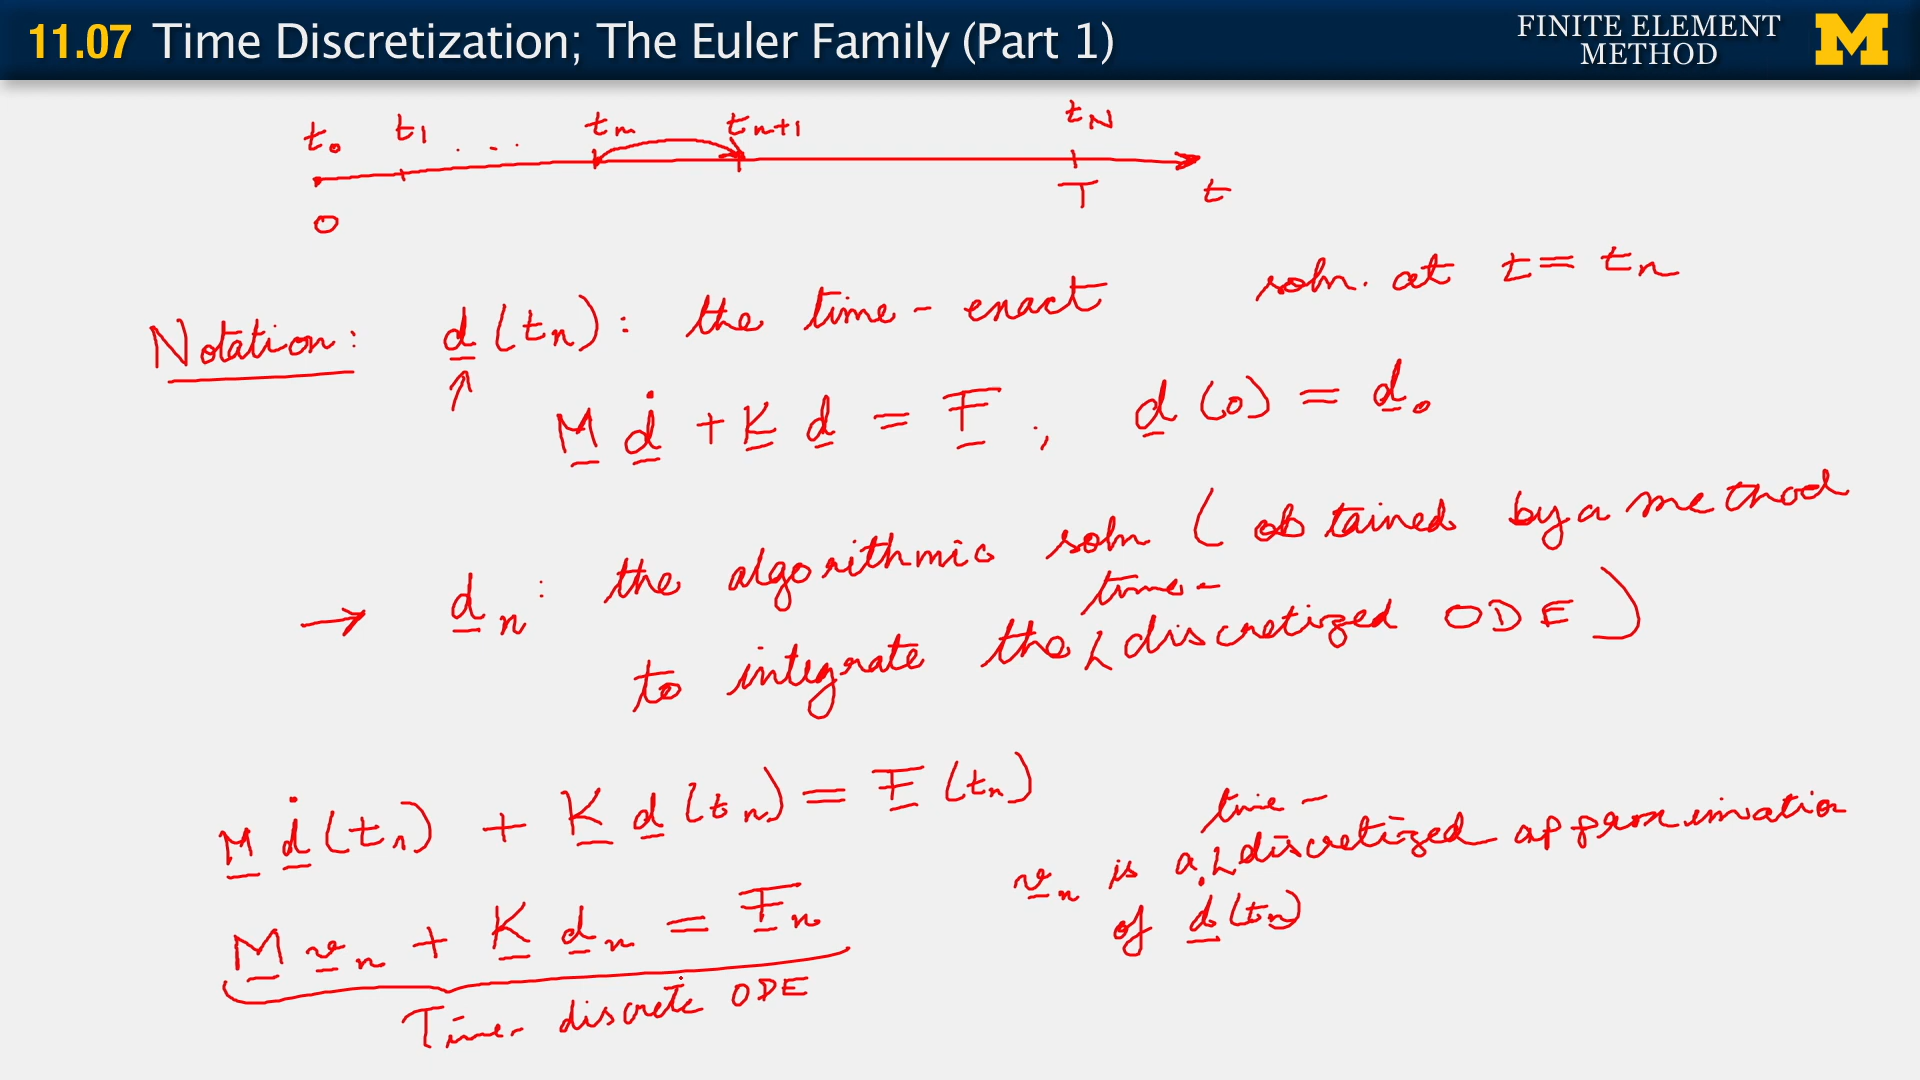 11.07 Time Discretization; The Euler Family (Part 1)
FINITE ELEMENT
METHOD
M
t₀ t₁ . . . tₙ tₙ₊₁ t_N
0 T t
Notation: d(tₙ): the time-exact soln. at t = tₙ
↑
M ḋ + K d = F ; d(0) = d₀
→ dₙ: the algorithmic soln (obtained by a method
to integrate the time-discretized ODE)
M ḋ(tₙ) + K d(tₙ) = F(tₙ)
M vₙ + K dₙ = Fₙ
Time-discrete ODE
vₙ is a time-discretized approximation
of ḋ(tₙ)